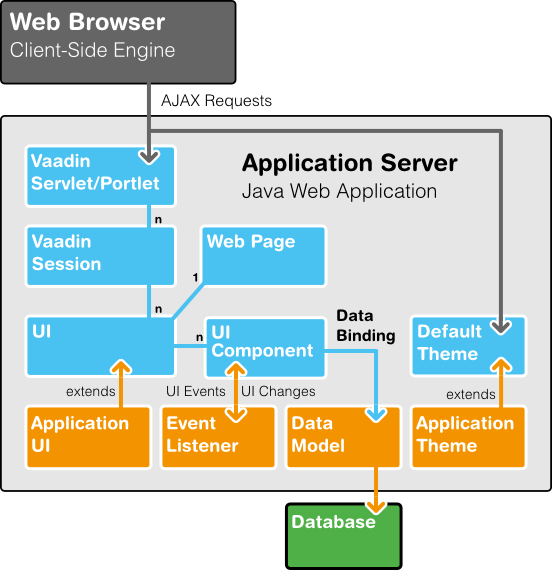 Web Browser
Client-Side Engine
AJAX Requests
Vaadin
Servlet/Portlet
Application Server
Java Web Application
n
Vaadin
Session
Web Page
1
n
UI
n
UI
Component
Data
Binding
Default
Theme
extends
UI Events
UI Changes
extends
Application
UI
Event
Listener
Data
Model
Application
Theme
Database